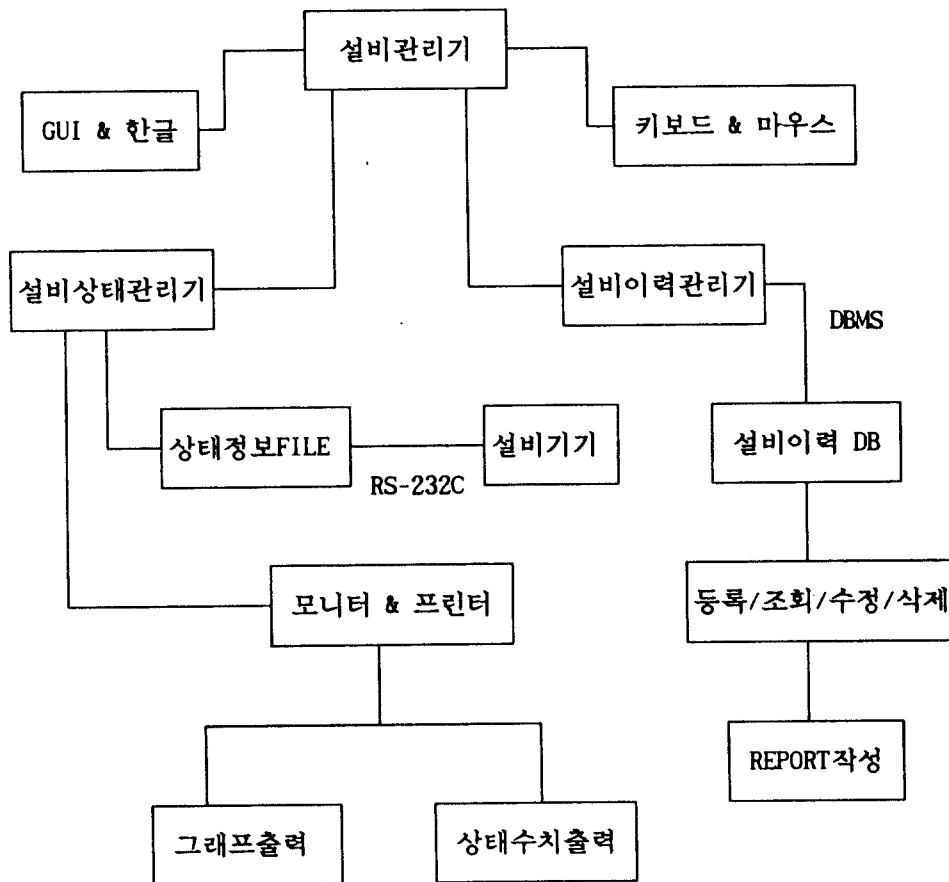 설비관리기
GUI & 한글
키보드 & 마우스
설비상태관리기
설비이력관리기
DBMS
상태정보FILE
설비기기
설비이력 DB
RS-232C
모니터 & 프린터
등록/조회/수정/삭제
REPORT작성
그래프출력
상태수치출력